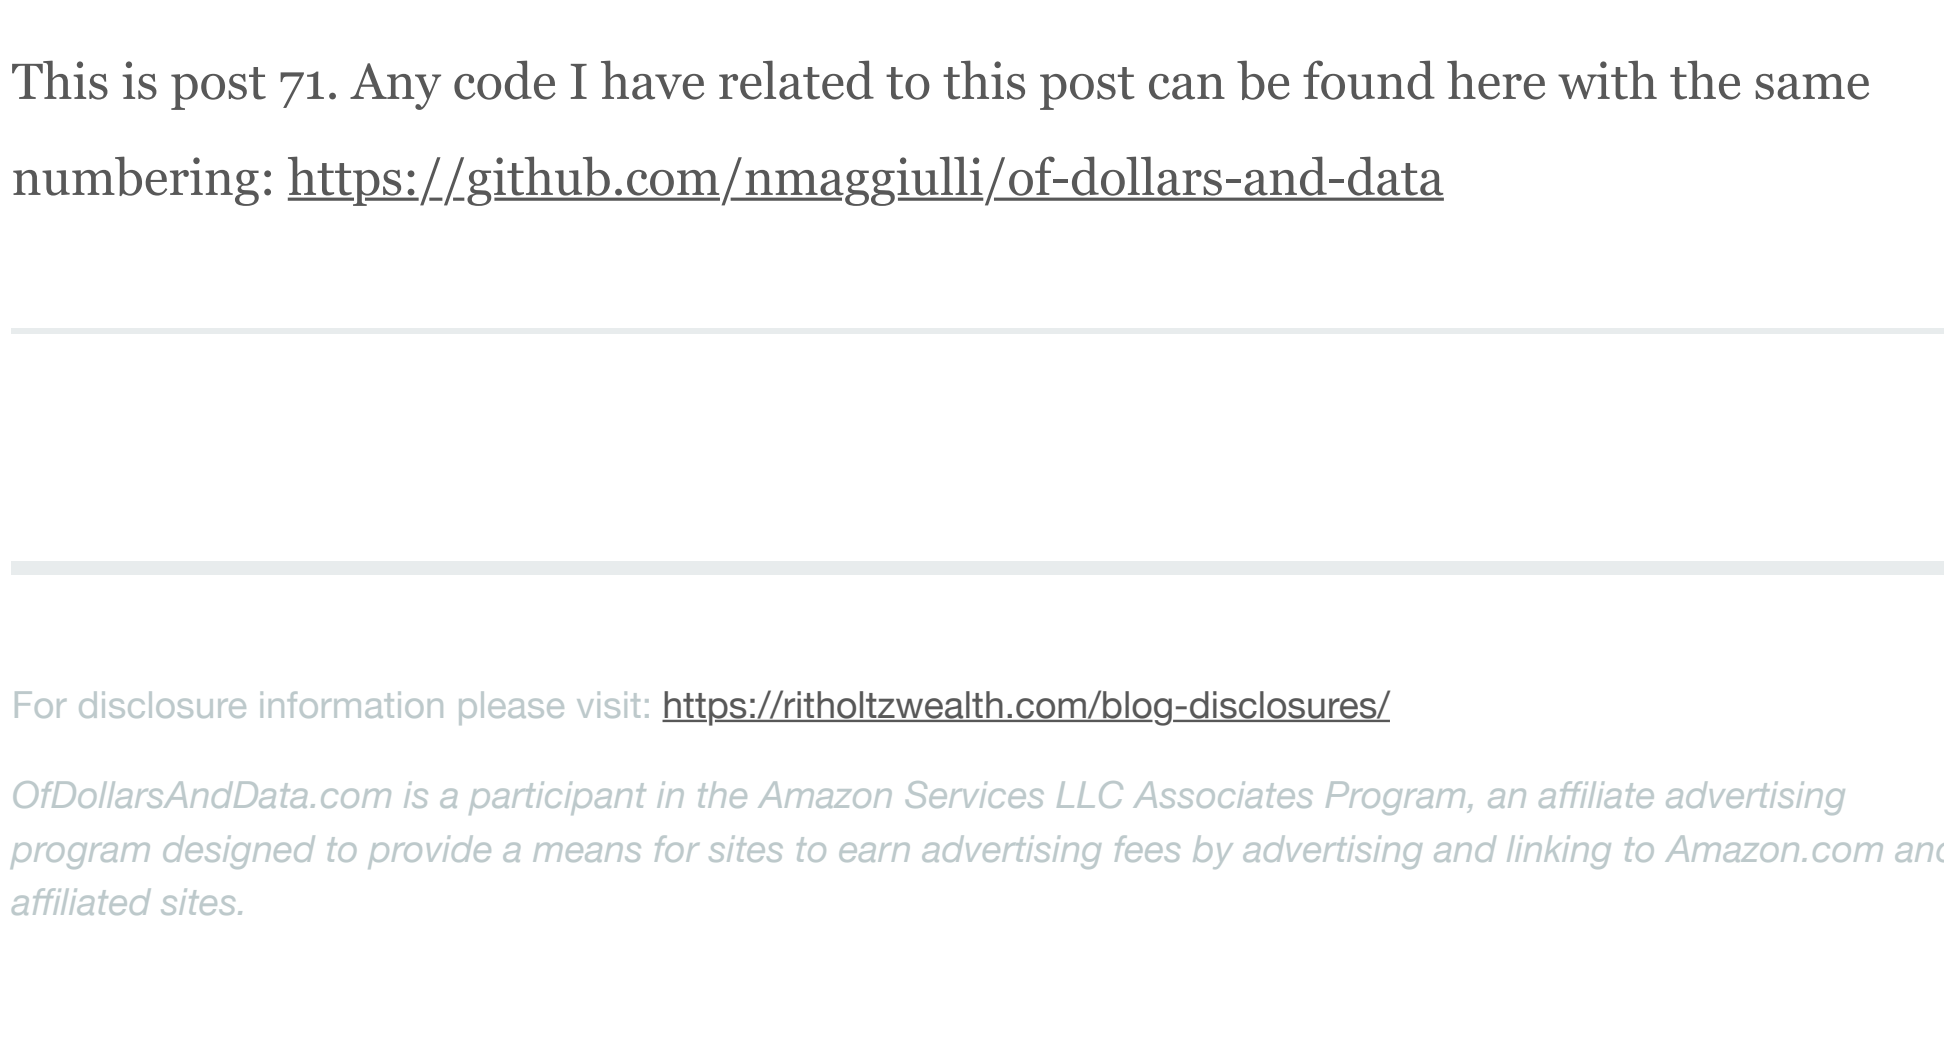 This is post 71. Any code I have related to this post can be found here with the same
numbering: https://github.com/nmaggiulli/of-dollars-and-data
For disclosure information please visit: https://ritholtzwealth.com/blog-disclosures/
OfDollarsAndData.com is a participant in the Amazon Services LLC Associates Program, an affiliate advertising
program designed to provide a means for sites to earn advertising fees by advertising and linking to Amazon.com and
affiliated sites.